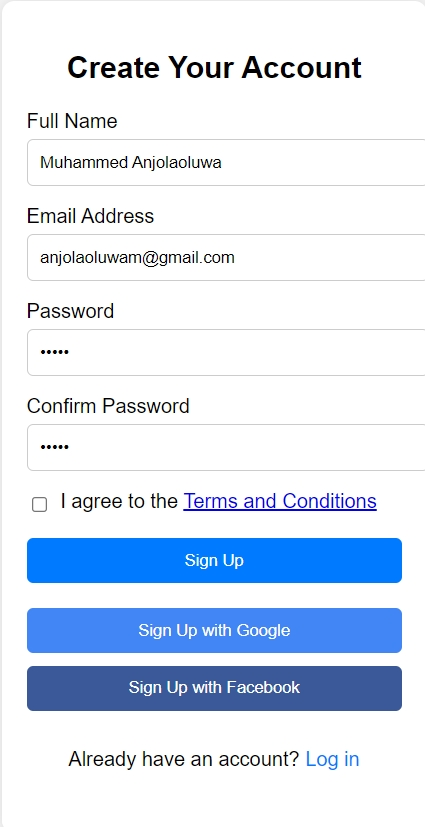 Create Your Account
Full Name
Muhammed Anjolaoluwa
Email Address
anjolaoluwam@gmail.com
Password
•••••
Confirm Password
•••••
I agree to the Terms and Conditions
Sign Up
Sign Up with Google
Sign Up with Facebook
Already have an account? Log in